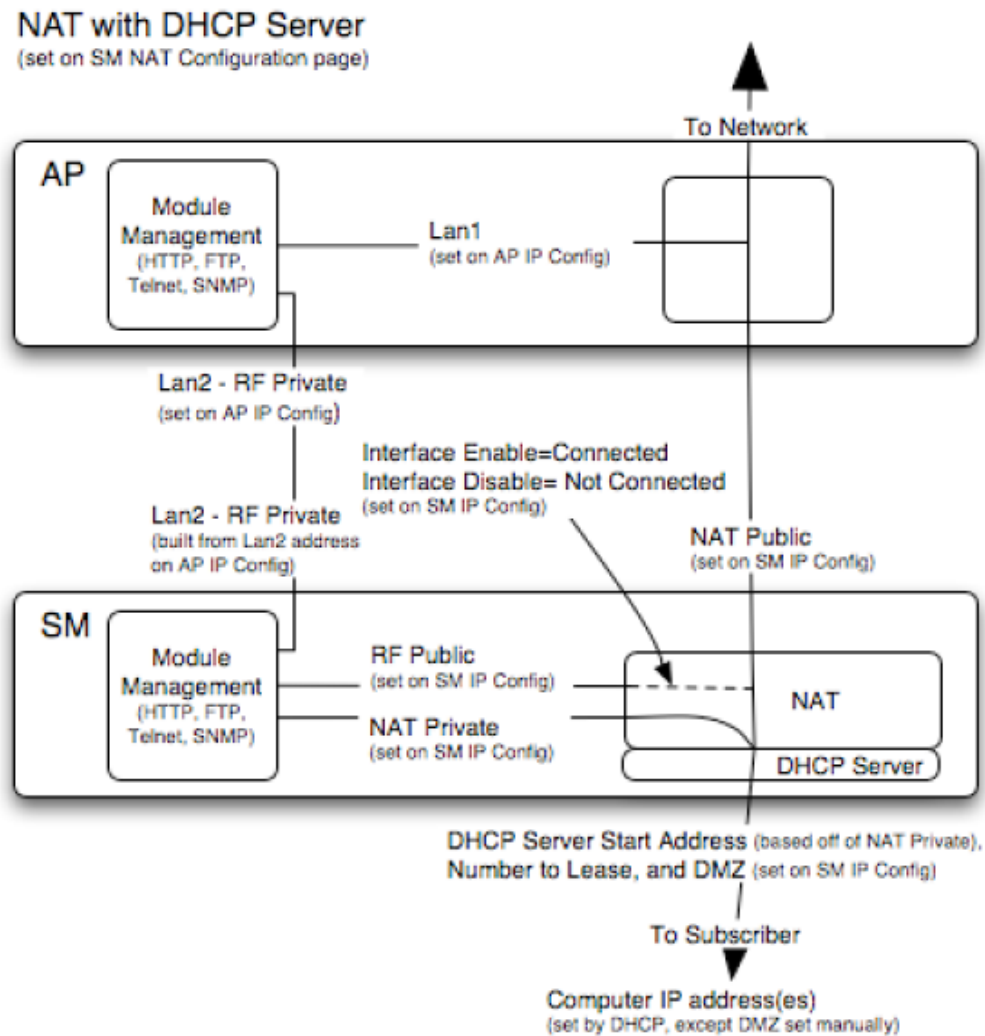 NAT with DHCP Server
(set on SM NAT Configuration page)
To Network
AP
Module
Management
(HTTP, FTP,
Telnet, SNMP)
Lan1
(set on AP IP Config)
Lan2 - RF Private
(set on AP IP Config)
Interface Enable=Connected
Interface Disable= Not Connected
(set on SM IP Config)
Lan2 - RF Private
(built from Lan2 address
on AP IP Config)
NAT Public
(set on SM IP Config)
SM
Module
Management
(HTTP, FTP,
Telnet, SNMP)
RF Public
(set on SM IP Config)
NAT Private
(set on SM IP Config)
NAT
DHCP Server
DHCP Server Start Address (based off of NAT Private),
Number to Lease, and DMZ (set on SM IP Config)
To Subscriber
Computer IP address(es)
(set by DHCP, except DMZ set manually)